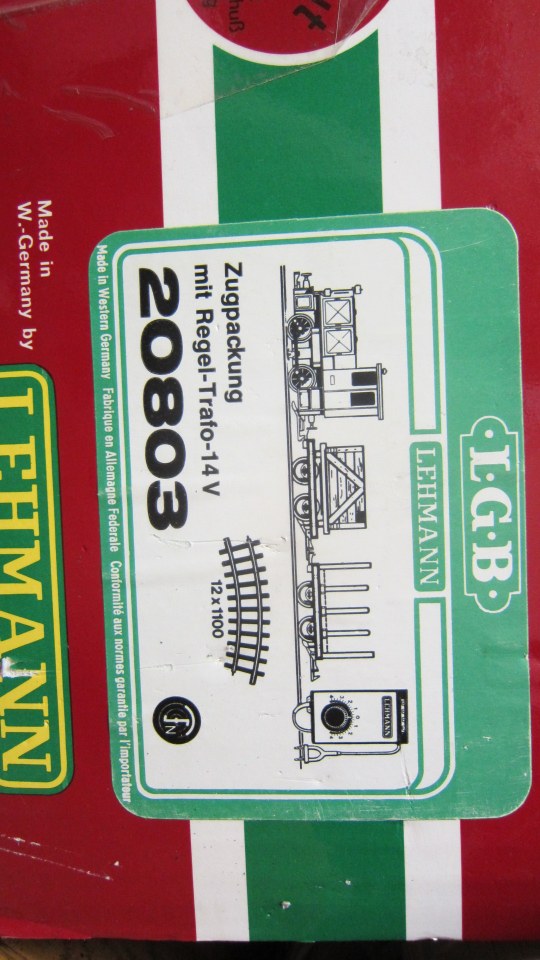 L·G·B
LEHMANN
LEHMANN
Zugpackung
mit Regel-Trafo-14 V
20803
12 x 1100
Made in Western Germany Fabrique en Allemagne Federale Conformité aux normes garantie par l'importateur
Made in
W.-Germany by
LEHMANN